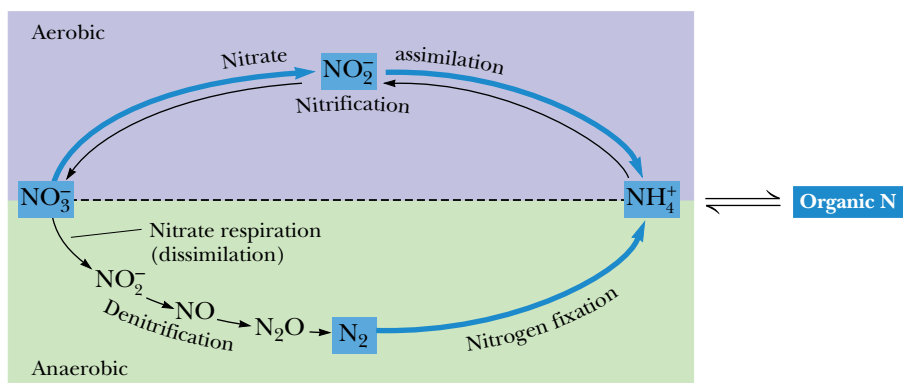 Aerobic
Nitrate
assimilation
NO₂⁻
Nitrification
NO₃⁻
NH₄⁺
Organic N
Nitrate respiration
(dissimilation)
NO₂⁻
NO
N₂O
N₂
Denitrification
Nitrogen fixation
Anaerobic